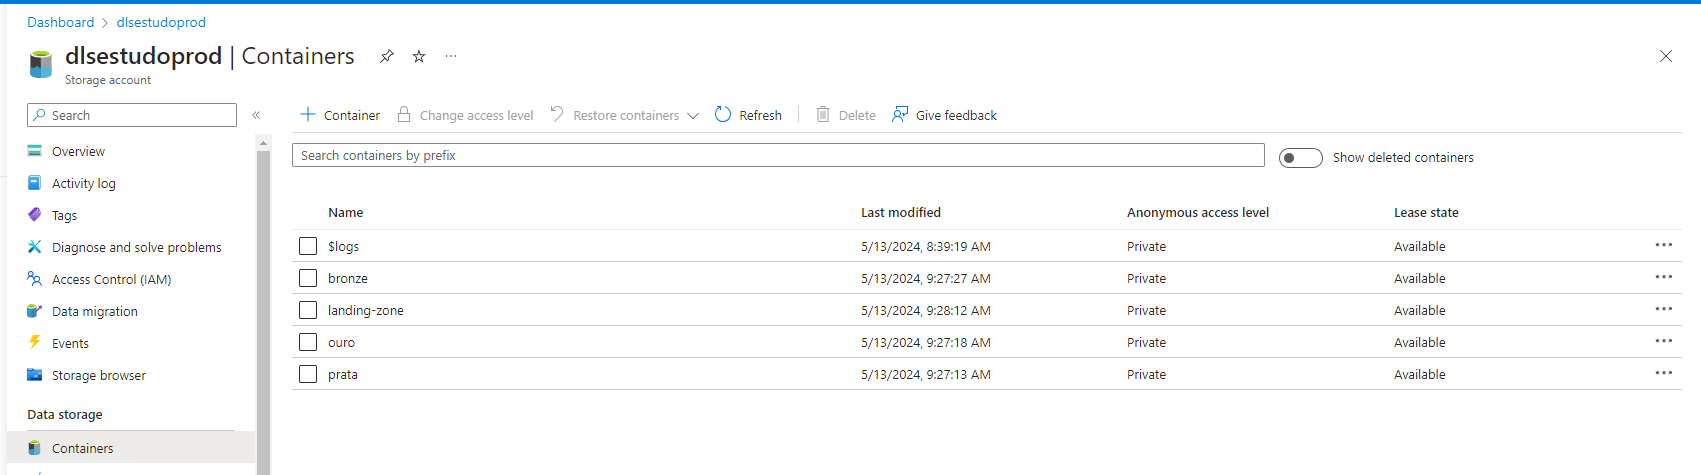 Dashboard > dlsestudoprod
dlsestudoprod | Containers
Storage account
Search
Container Change access level Restore containers Refresh Delete Give feedback
Search containers by prefix
Show deleted containers
Overview
Activity log
Tags
Diagnose and solve problems
Access Control (IAM)
Data migration
Events
Storage browser
Data storage
Containers
Name Last modified Anonymous access level Lease state
$logs 5/13/2024, 8:39:19 AM Private Available
bronze 5/13/2024, 9:27:27 AM Private Available
landing-zone 5/13/2024, 9:28:12 AM Private Available
ouro 5/13/2024, 9:27:18 AM Private Available
prata 5/13/2024, 9:27:13 AM Private Available